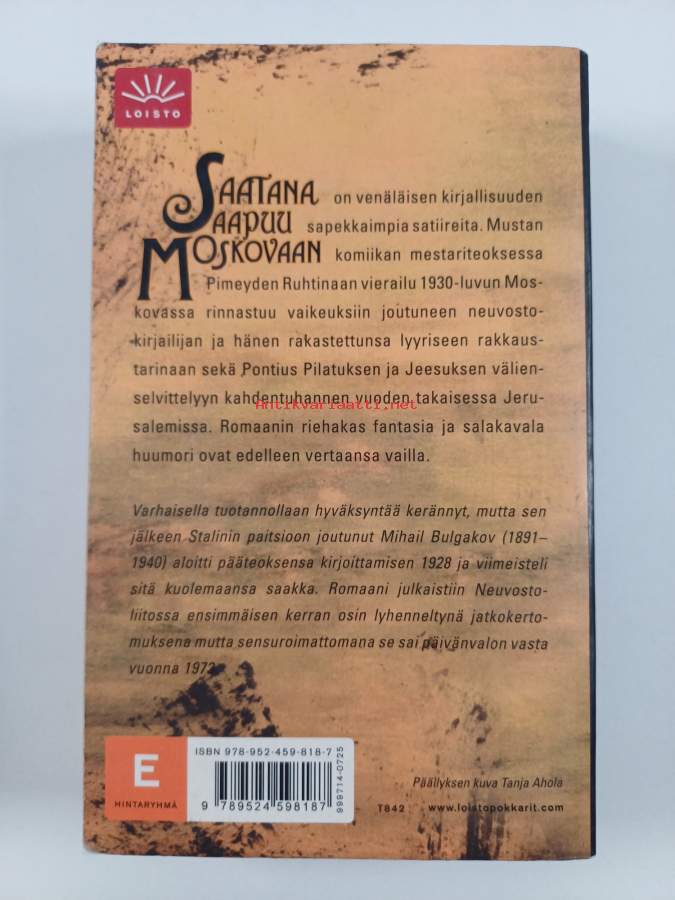 LOISTO
SAATANA SAAPUU MOSKOVAAN on venäläisen kirjallisuuden
sapekkaimpia satiireita. Mustan
komiikan mestariteoksessa
Pimeyden Ruhtinaan vierailu 1930-luvun Mos-
kovassa rinnastuu vaikeuksiin joutuneen neuvosto-
kirjailijan ja hänen rakastettunsa lyyriseen rakkaus-
tarinaan sekä Pontius Pilatuksen ja Jeesuksen välien-
selvittelyyn kahdentuhannen vuoden takaisessa Jeru-
Antikvariaatti.net
salemissa. Romaanin riehakas fantasia ja salakavala
huumori ovat edelleen vertaansa vailla.
Varhaisella tuotannollaan hyväksyntää kerännyt, mutta sen
jälkeen Stalinin paitsioon joutunut Mihail Bulgakov (1891–
1940) aloitti pääteoksensa kirjoittamisen 1928 ja viimeisteli
sitä kuolemaansa saakka. Romaani julkaistiin Neuvosto-
liitossa ensimmäisen kerran osin lyhenneltynä jatkokerto-
muksena mutta sensuroimattomana se sai päivänvalon vasta
vuonna 1973.
E
HINTARYHMÄ
ISBN 978-952-459-818-7
9 789524 598187
999714-0725
Päällyksen kuva Tanja Ahola
T842 www.loistopokkarit.com